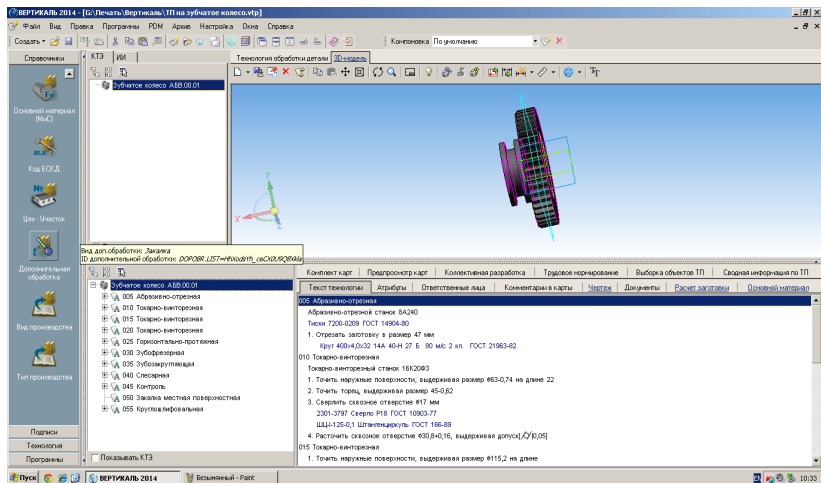 ВЕРТИКАЛЬ 2014 - [G:\Печать\Вертикаль\ТП на зубчатое колесо.vtp]
Файл Вид Правка Программы PDM Архив Настройка Окна Справка
Создать Компоновка По умолчанию
Справочники
КТЭ ИИ
Технология обработки детали 3D-модель
Основной материал (МиС)
Код ЕСКД
Цех - Участок
Дополнительная обработка
Вид производства
Тип производства
Подписи
Технология
Программы
Зубчатое колесо АБВ.00.01
Y
X
Z
Вид доп.обработки: Закалка
ID дополнительной обработки:
Зубчатое колесо АБВ.00.01
005 Абразивно-отрезная
010 Токарно-винторезная
015 Токарно-винторезная
020 Токарно-винторезная
025 Горизонтально-протяжная
030 Зубофрезерная
035 Зубозакругляющая
040 Слесарная
045 Контроль
050 Закалка местная поверхностная
055 Круглошлифовальная
Показывать КТЭ
Комплект карт Предпросмотр карт Коллективная разработка Трудовое нормирование Выборка объектов ТП Сводная информация по ТП
Текст технологии Атрибуты Ответственные лица Комментарии в карты Чертеж Документы Расчет заготовки Основной материал
005 Абразивно-отрезная
Абразивно-отрезной станок 8А240
Тиски 7200-0209 ГОСТ 14904-80
1. Отрезать заготовку в размер 47 мм
Круг 400х4,0х32 14А 40-Н 27 Б 80 м/с 2 кл. ГОСТ 21963-82
010 Токарно-винторезная
Токарно-винторезный станок 16К20Ф3
1. Точить наружные поверхности, выдерживая размер ⌀63-0,74 на длине 22
2. Точить торец, выдерживая размер 45-0,62
3. Сверлить сквозное отверстие ⌀17 мм
2301-3797 Сверло Р18 ГОСТ 10903-77
ШЦ-I-125-0,1 Штангенциркуль ГОСТ 166-89
4. Расточить сквозное отверстие ⌀30,8+0,16, выдерживая допуск[⌭/0,05]
015 Токарно-винторезная
1. Точить наружные поверхности, выдерживая размер ⌀115,2 на длине
Пуск ВЕРТИКАЛЬ 2014 Безымянный - Paint EN 10:33